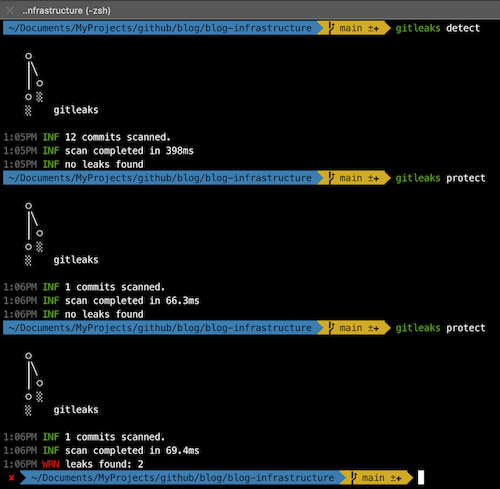 ..nfrastructure (-zsh)
~/Documents/MyProjects/github/blog/blog-infrastructure main ±+ gitleaks detect
gitleaks
1:05PM INF 12 commits scanned.
1:05PM INF scan completed in 398ms
1:05PM INF no leaks found
~/Documents/MyProjects/github/blog/blog-infrastructure main ±+ gitleaks protect
gitleaks
1:06PM INF 1 commits scanned.
1:06PM INF scan completed in 66.3ms
1:06PM INF no leaks found
~/Documents/MyProjects/github/blog/blog-infrastructure main ±+ gitleaks protect
gitleaks
1:06PM INF 1 commits scanned.
1:06PM INF scan completed in 69.4ms
1:06PM WRN leaks found: 2
✘ ~/Documents/MyProjects/github/blog/blog-infrastructure main ±+